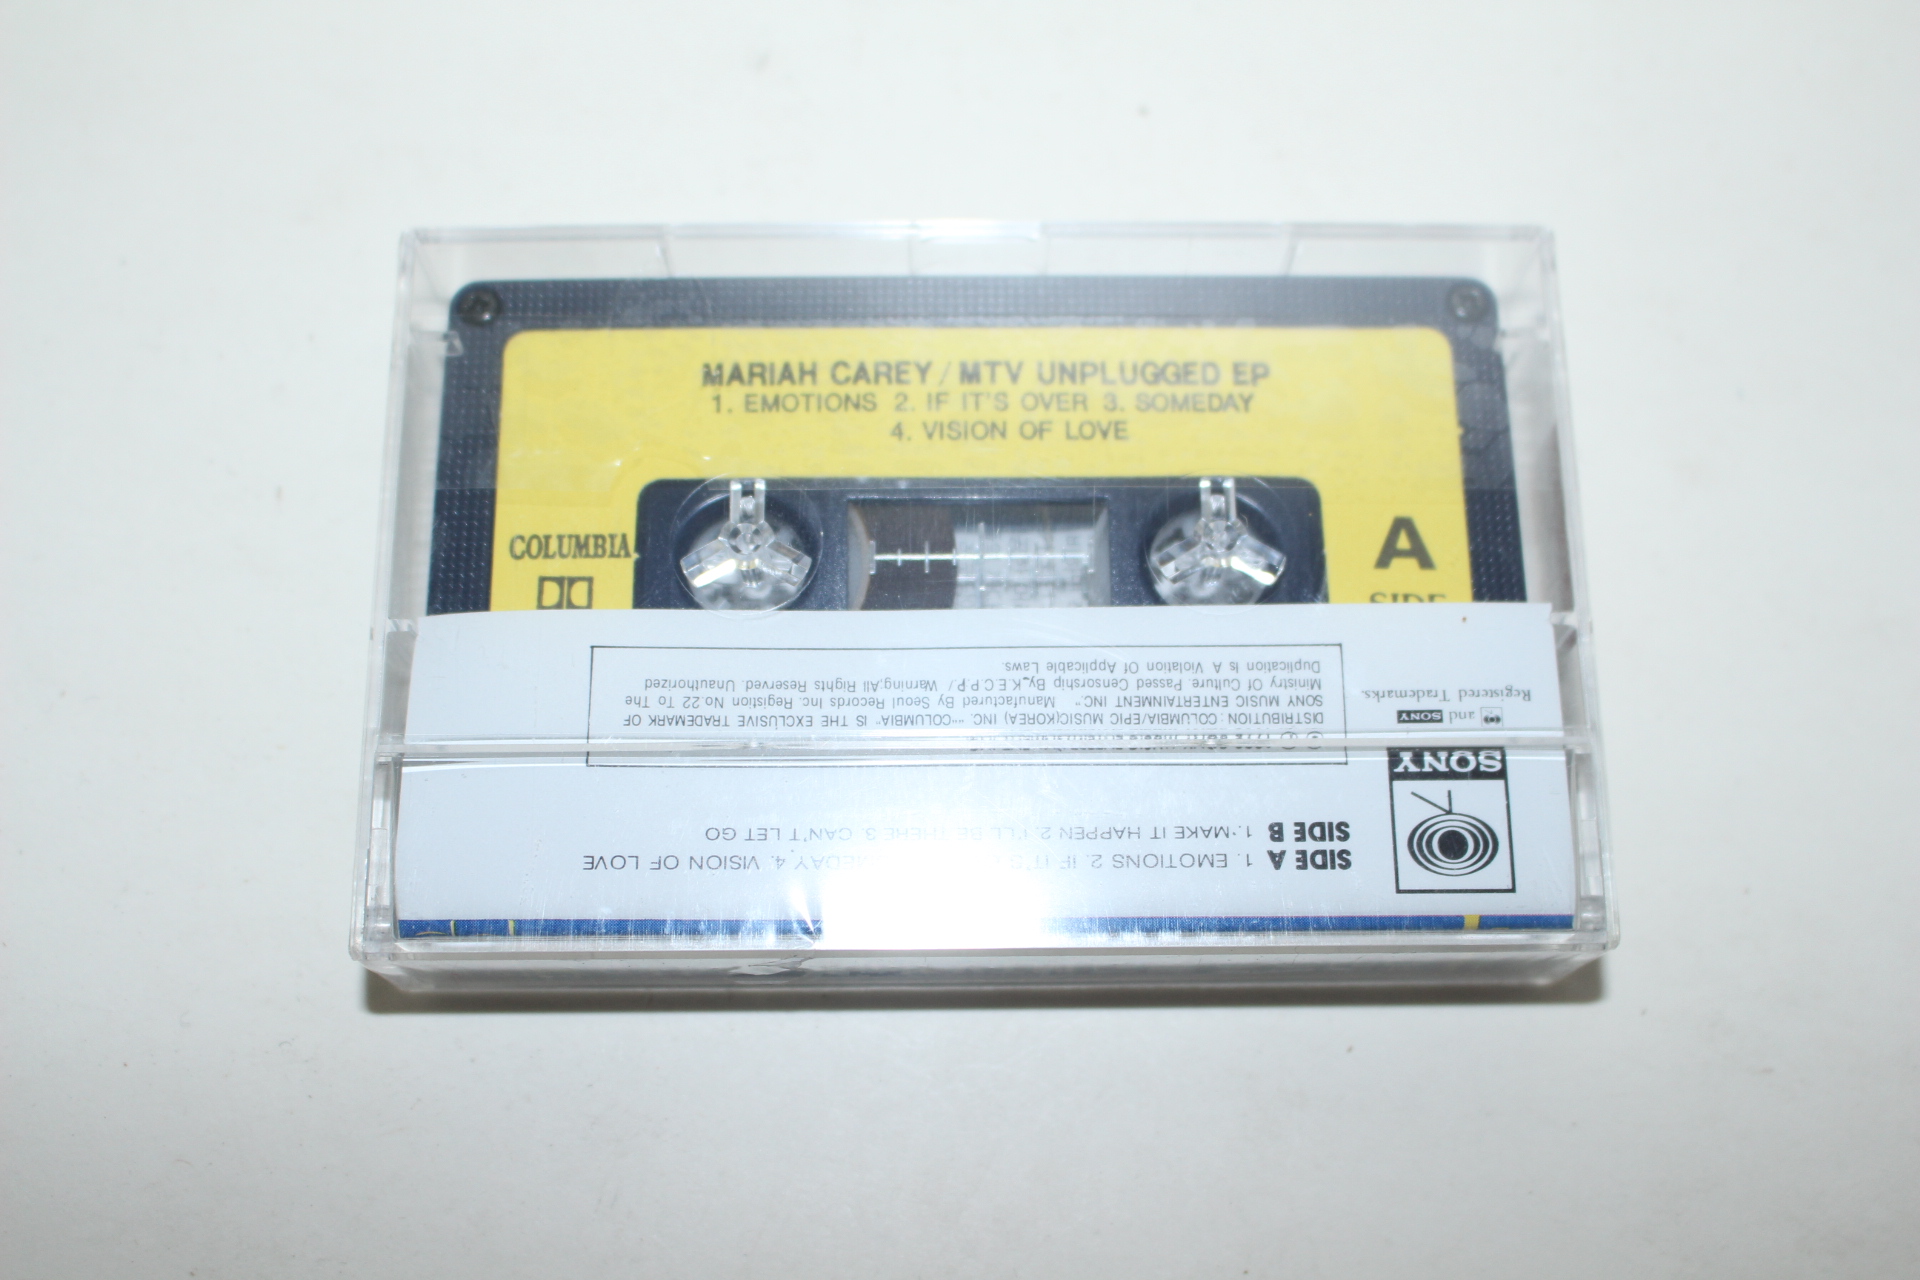 MARIAH CAREY / MTV UNPLUGGED EP
1. EMOTIONS 2. IF IT'S OVER 3. SOMEDAY
4. VISION OF LOVE
COLUMBIA
A
SIDE
SIDE A 1. EMOTIONS 2. IF IT'S 4. VISION OF LOVE
SIDE B 1. MAKE IT HAPPEN 2. I'LL BE THERE 3. CAN'T LET GO
DISTRIBUTION : COLUMBIA/EPIC MUSIC(KOREA) INC. "“COLUMBIA” IS THE EXCLUSIVE TRADEMARK OF
SONY MUSIC ENTERTAINMENT INC." Manufactured By Seoul Records Inc. Registion No.22 To The
Ministry Of Culture. Passed Censorship By K.E.C.P.P/ Warning:All Rights Reserved. Unauthorized
Duplication Is A Violation Of Applicable Laws.
SONY
and SONY
Registered Trademarks.